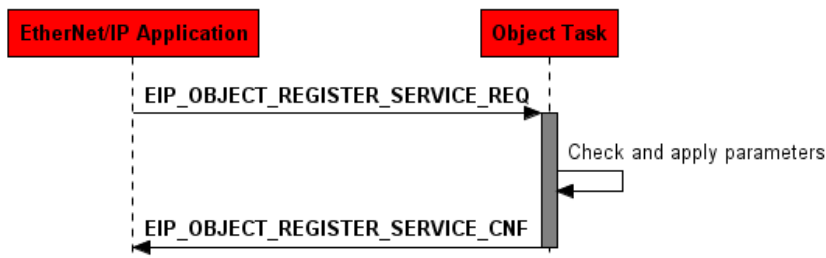 EtherNet/IP Application
Object Task
EIP_OBJECT_REGISTER_SERVICE_REQ
Check and apply parameters
EIP_OBJECT_REGISTER_SERVICE_CNF